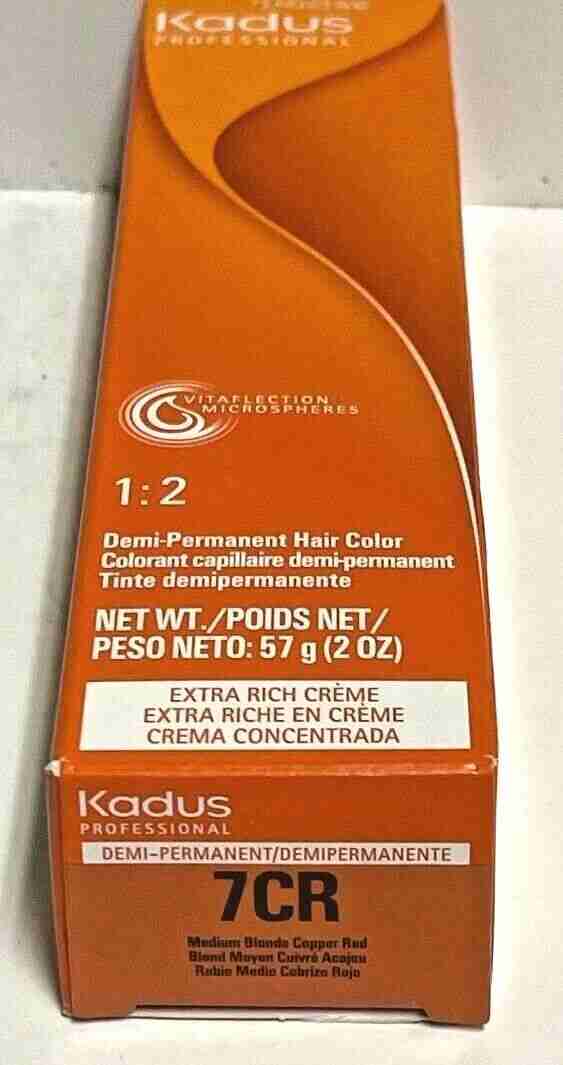 Kadus
PROFESSIONAL
VITAFLECTION
MICROSPHERES
1:2
Demi-Permanent Hair Color
Colorant capillaire demi-permanent
Tinte demipermanente
NET WT./POIDS NET/
PESO NETO: 57 g (2 OZ)
EXTRA RICH CRÈME
EXTRA RICHE EN CRÈME
CREMA CONCENTRADA
Kadus
PROFESSIONAL
DEMI-PERMANENT/DEMIPERMANENTE
7CR
Medium Blonde Copper Red
Blond Moyen Cuivré Acajou
Rubio Medio Cobrizo Rojo